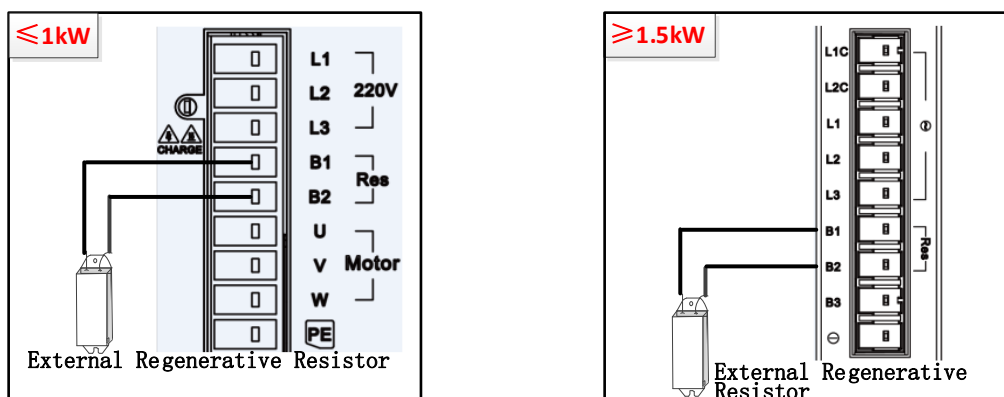 ≤1kW
L1
L2
220V
L3
CHARGE
B1
Res
B2
U
V
Motor
W
PE
External Regenerative Resistor
≥1.5kW
L1C
L2C
L1
L2
L3
B1
Res
B2
B3
⊖
External Regenerative
Resistor